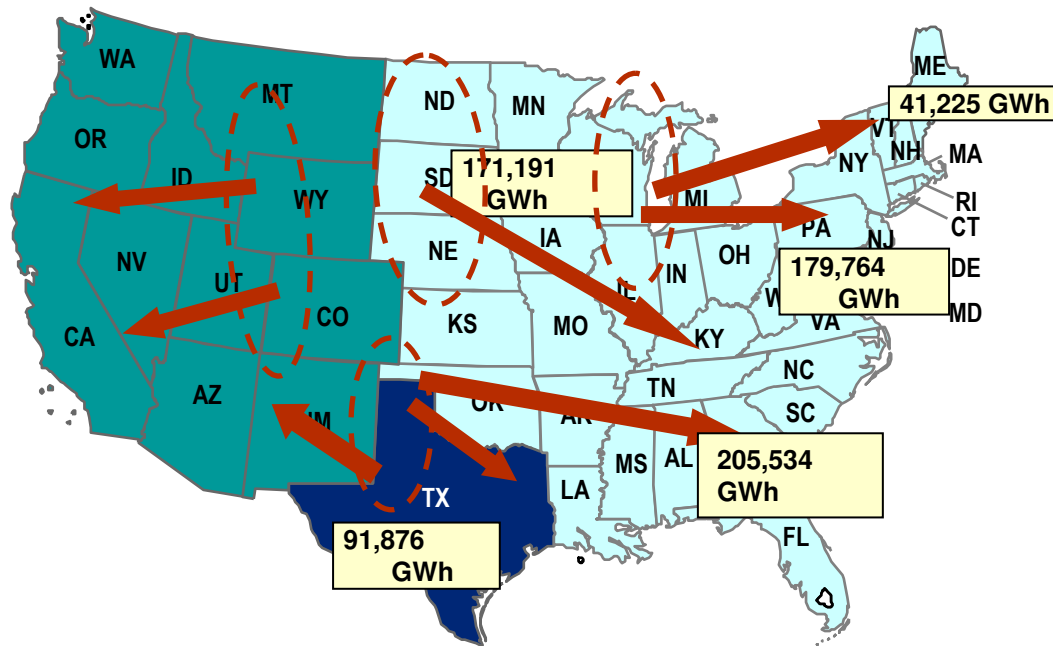 WA
MT
ND
MN
ME
OR
ID
WY
SD
171,191
GWh
MI
NY
VT
NH
41,225 GWh
MA
RI
CT
NV
UT
CO
NE
IA
IL
IN
OH
PA
NJ
179,764
GWh
DE
MD
CA
KS
MO
KY
VA
AZ
OK
AR
TN
NC
SC
TX
LA
MS
AL
205,534
GWh
FL
91,876
GWh